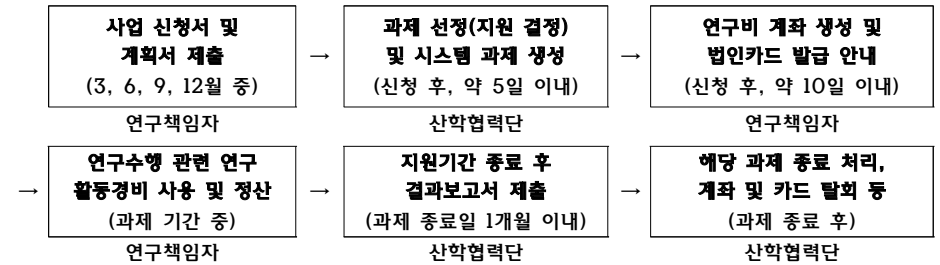 사업 신청서 및
계획서 제출
(3, 6, 9, 12월 중)
연구책임자
→
과제 선정(지원 결정)
및 시스템 과제 생성
(신청 후, 약 5일 이내)
산학협력단
→
연구비 계좌 생성 및
법인카드 발급 안내
(신청 후, 약 10일 이내)
연구책임자
→
연구수행 관련 연구
활동경비 사용 및 정산
(과제 기간 중)
연구책임자
→
지원기간 종료 후
결과보고서 제출
(과제 종료일 1개월 이내)
산학협력단
→
해당 과제 종료 처리,
계좌 및 카드 탈회 등
(과제 종료 후)
산학협력단